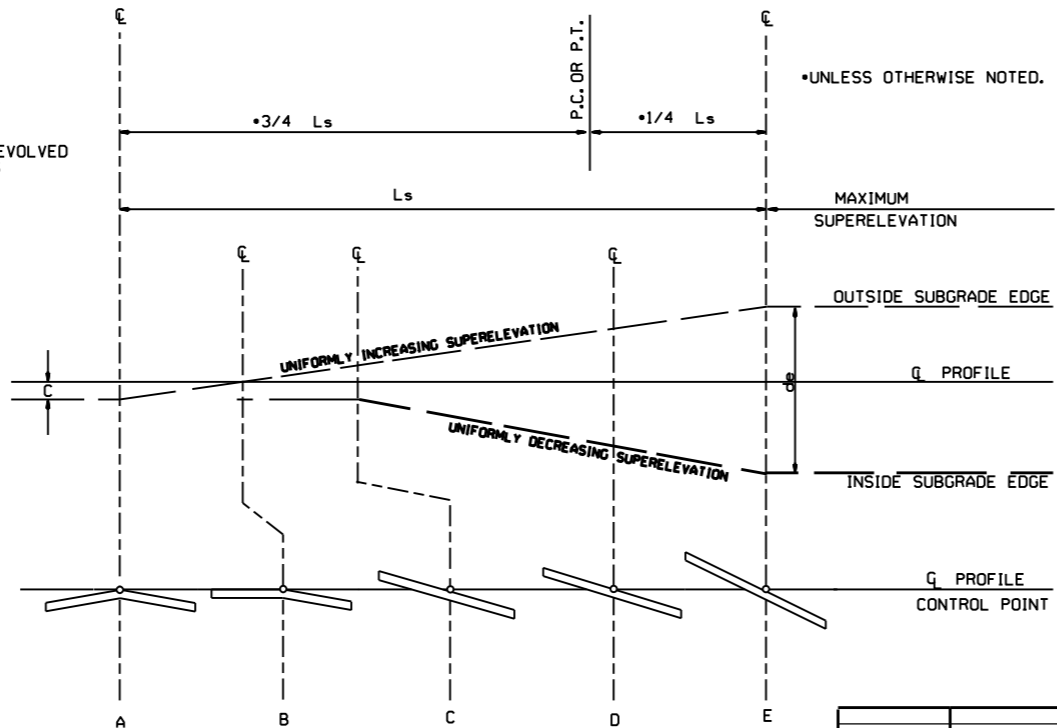 ℄
℄
P.C. OR P.T.
•UNLESS OTHERWISE NOTED.
•3/4 Ls
•1/4 Ls
Ls
MAXIMUM
SUPERELEVATION
℄
℄
℄
OUTSIDE SUBGRADE EDGE
UNIFORMLY INCREASING SUPERELEVATION
C
de
℄ PROFILE
UNIFORMLY DECREASING SUPERELEVATION
INSIDE SUBGRADE EDGE
℄ PROFILE
CONTROL POINT
A
B
C
D
E